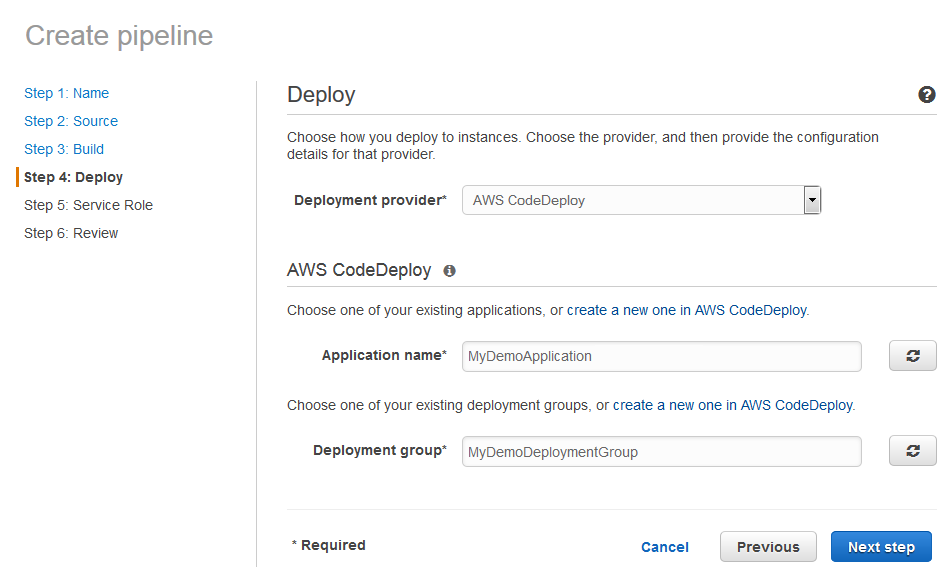 Create pipeline
Step 1: Name
Step 2: Source
Step 3: Build
Step 4: Deploy
Step 5: Service Role
Step 6: Review
Deploy
Choose how you deploy to instances. Choose the provider, and then provide the configuration
details for that provider.
Deployment provider* AWS CodeDeploy
AWS CodeDeploy
Choose one of your existing applications, or create a new one in AWS CodeDeploy.
Application name* MyDemoApplication
Choose one of your existing deployment groups, or create a new one in AWS CodeDeploy.
Deployment group* MyDemoDeploymentGroup
* Required Cancel Previous Next step